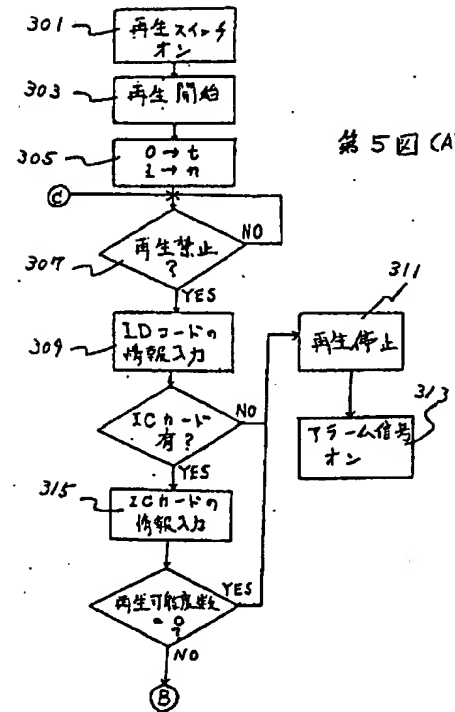 301
再生スイッチ
オン
303
再生開始
第5図(A)
305
0→t
1→n
C
307
再生禁止
?
NO
YES
309
IDコードの
情報入力
311
再生停止
ICカード
有?
NO
YES
313
アラーム信号
オン
315
ICカードの
情報入力
再生可能度数
=0
?
YES
NO
B